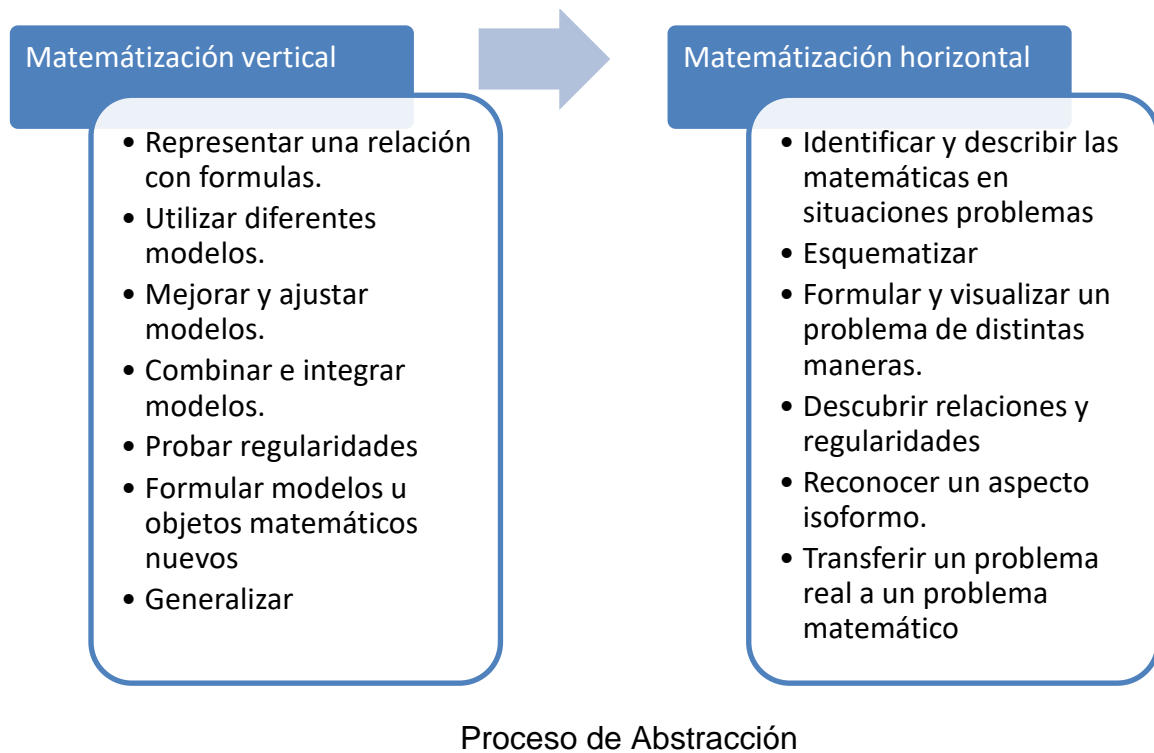 Matemátización vertical
• Representar una relación
con formulas.
• Utilizar diferentes
modelos.
• Mejorar y ajustar
modelos.
• Combinar e integrar
modelos.
• Probar regularidades
• Formular modelos u
objetos matemáticos
nuevos
• Generalizar
Matemátización horizontal
• Identificar y describir las
matemáticas en
situaciones problemas
• Esquematizar
• Formular y visualizar un
problema de distintas
maneras.
• Descubrir relaciones y
regularidades
• Reconocer un aspecto
isoformo.
• Transferir un problema
real a un problema
matemático
Proceso de Abstracción